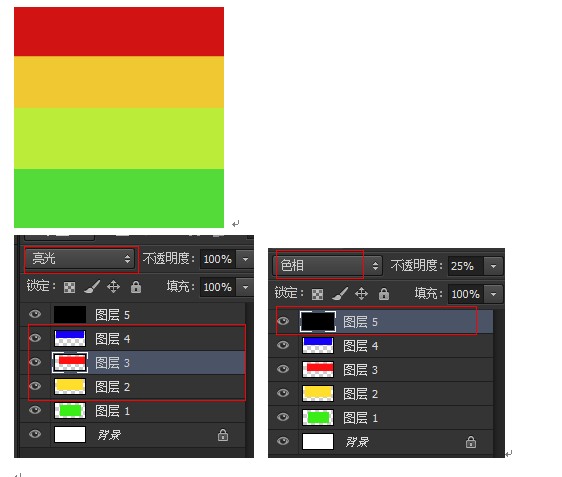 亮光 不透明度: 100%
锁定: 填充: 100%
图层 5
图层 4
图层 3
图层 2
图层 1
背景
色相 不透明度: 25%
锁定: 填充: 100%
图层 5
图层 4
图层 3
图层 2
图层 1
背景